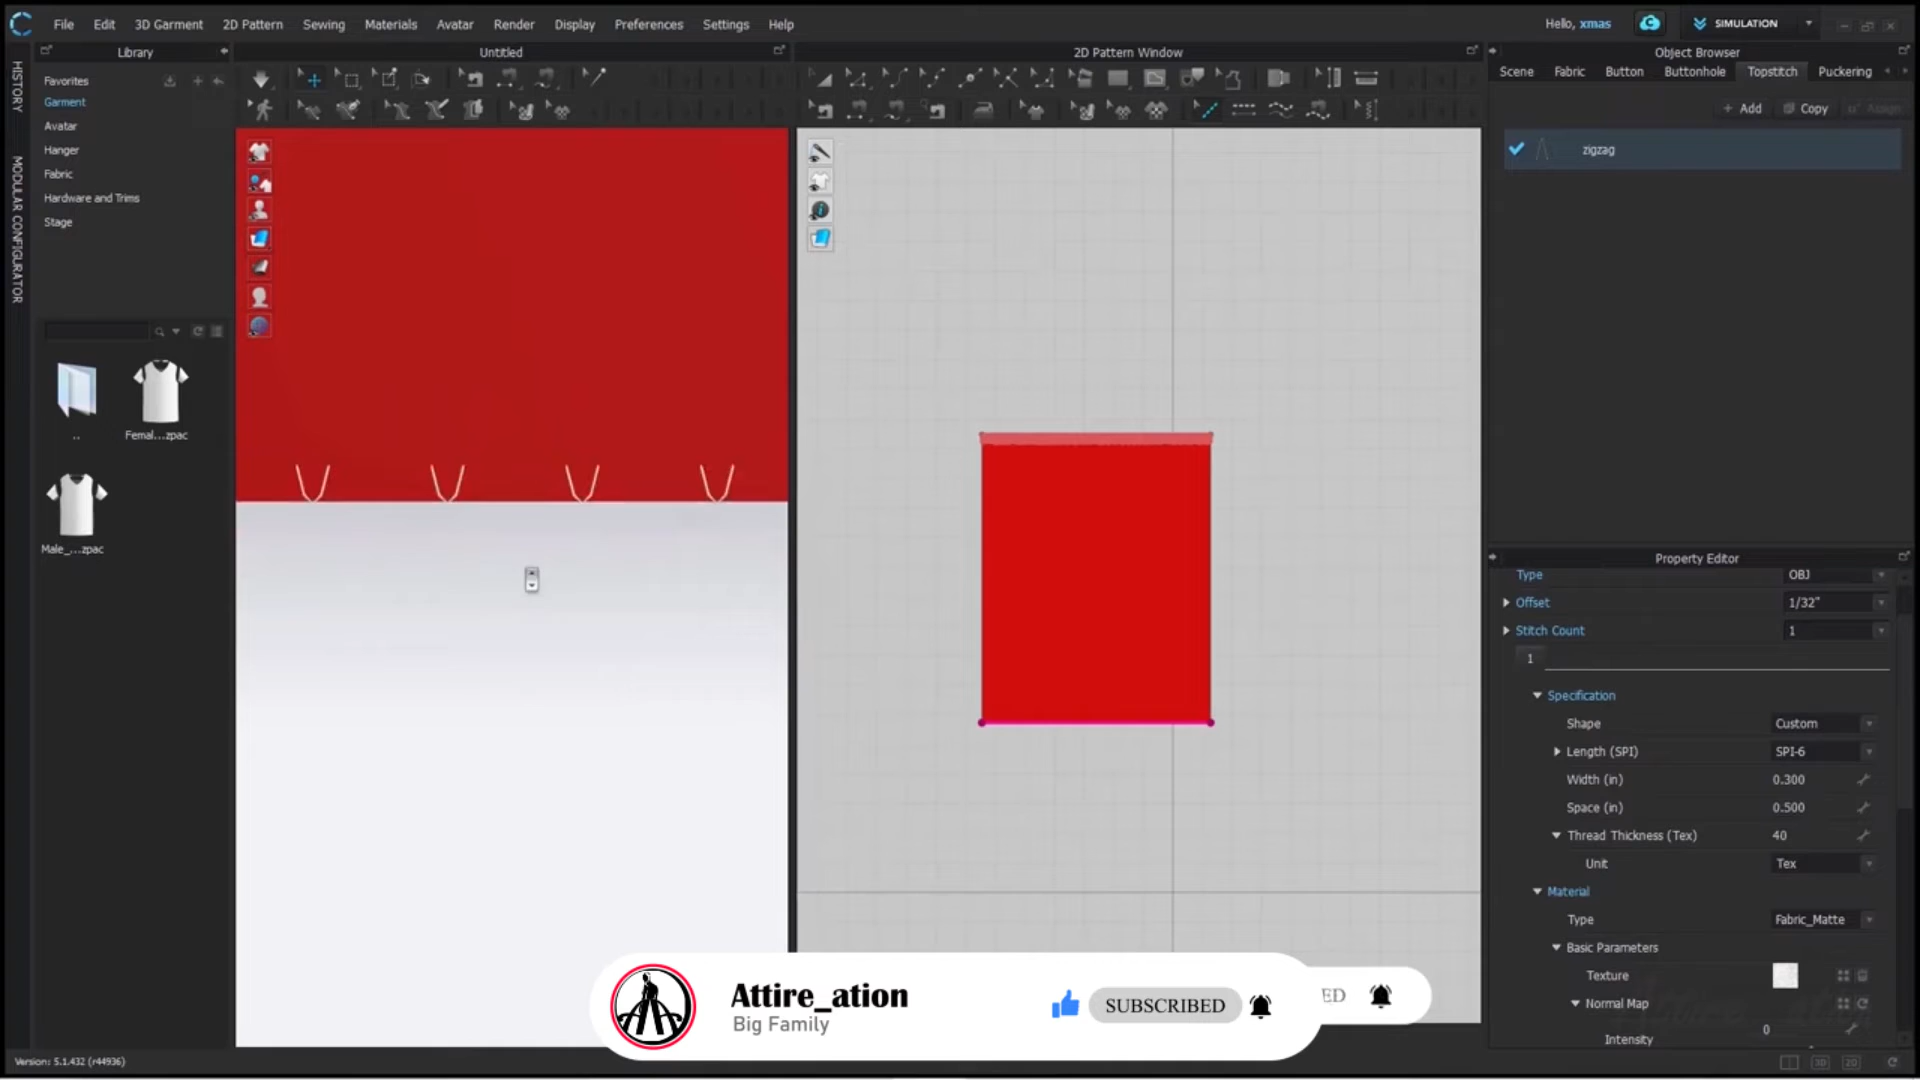 File Edit 3D Garment 2D Pattern Sewing Materials Avatar Render Display Preferences Settings Help
Hello, xmas
SIMULATION
Library
Untitled
2D Pattern Window
Object Browser
HISTORY
MODULAR CONFIGURATOR
Favorites
Garment
Avatar
Hanger
Fabric
Hardware and Trims
Stage
..
Femal...zpac
Male_...zpac
Scene Fabric Button Buttonhole Topstitch Puckering
+ Add Copy Assign
zigzag
Property Editor
Type OBJ
Offset 1/32"
Stitch Count 1
1
Specification
Shape Custom
Length (SPI) SPI-6
Width (in) 0.300
Space (in) 0.500
Thread Thickness (Tex) 40
Unit Tex
Material
Type Fabric_Matte
Basic Parameters
Texture
Normal Map
Intensity 0
Attire_ation
Big Family
SUBSCRIBED
ED
Version: 5.1.432 (r44936)
3D
2D